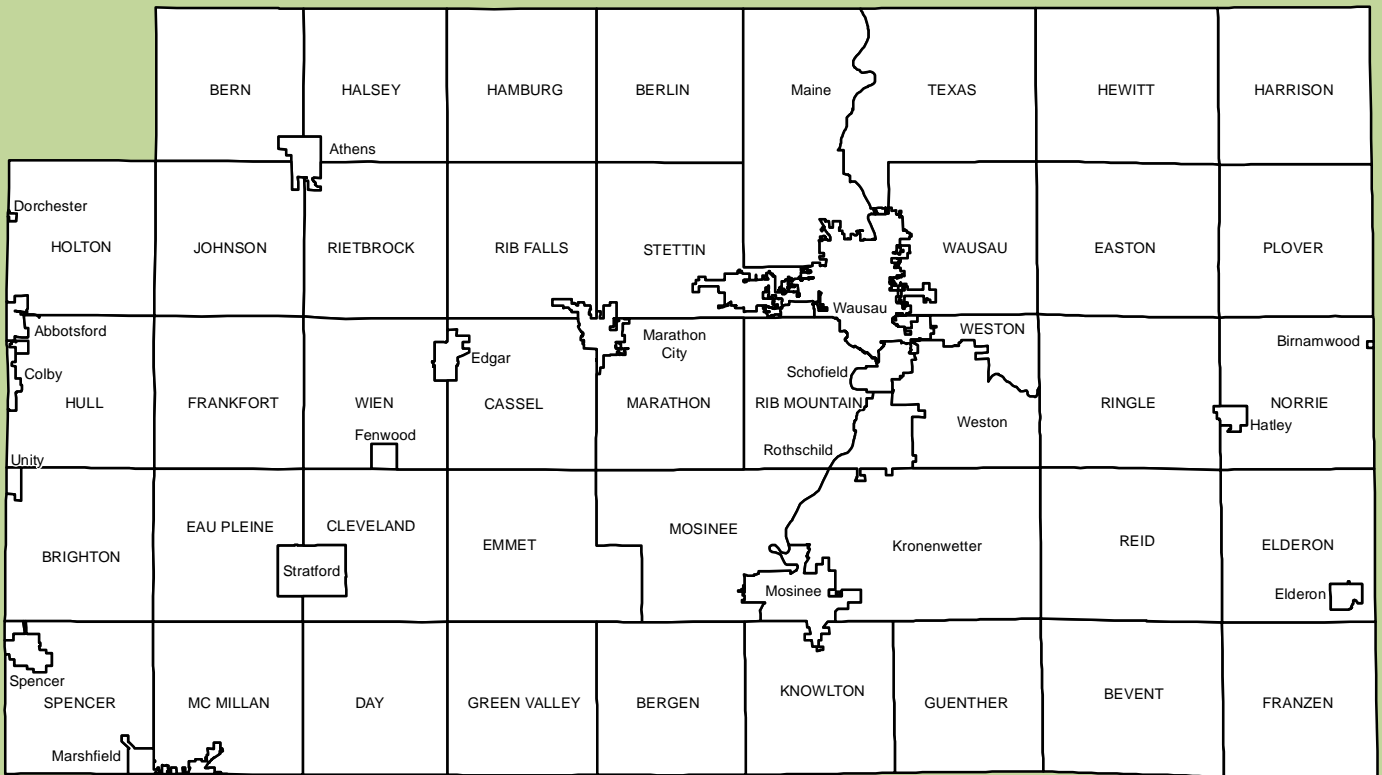 BERN
HALSEY
HAMBURG
BERLIN
Maine
TEXAS
HEWITT
HARRISON
Athens
Dorchester
HOLTON
JOHNSON
RIETBROCK
RIB FALLS
STETTIN
WAUSAU
EASTON
PLOVER
Wausau
Abbotsford
Marathon
City
WESTON
Birnamwood
Edgar
Colby
Schofield
HULL
FRANKFORT
WIEN
CASSEL
MARATHON
RIB MOUNTAIN
RINGLE
NORRIE
Weston
Hatley
Fenwood
Rothschild
Unity
EAU PLEINE
CLEVELAND
MOSINEE
BRIGHTON
EMMET
Kronenwetter
REID
ELDERON
Stratford
Mosinee
Elderon
Spencer
SPENCER
MC MILLAN
DAY
GREEN VALLEY
BERGEN
KNOWLTON
GUENTHER
BEVENT
FRANZEN
Marshfield